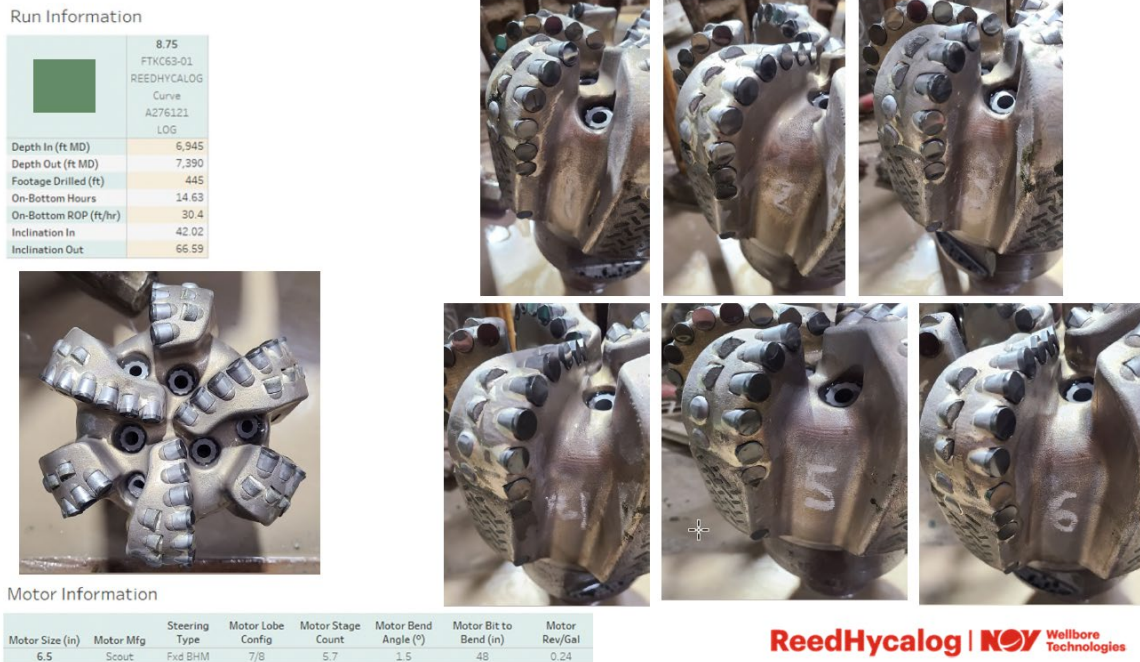 Run Information
8.75
FTKC63-01
REEDHYCALOG
Curve
A276121
LOG
Depth In (ft MD) 6,945
Depth Out (ft MD) 7,390
Footage Drilled (ft) 445
On-Bottom Hours 14.63
On-Bottom ROP (ft/hr) 30.4
Inclination In 42.02
Inclination Out 66.59
2
4
5
6
Motor Information
Motor Size (in) Motor Mfg Steering Type Motor Lobe Config Motor Stage Count Motor Bend Angle (º) Motor Bit to Bend (in) Motor Rev/Gal
6.5 Scout Fxd BHM 7/8 5.7 1.5 48 0.24
ReedHycalog | NOV Wellbore Technologies